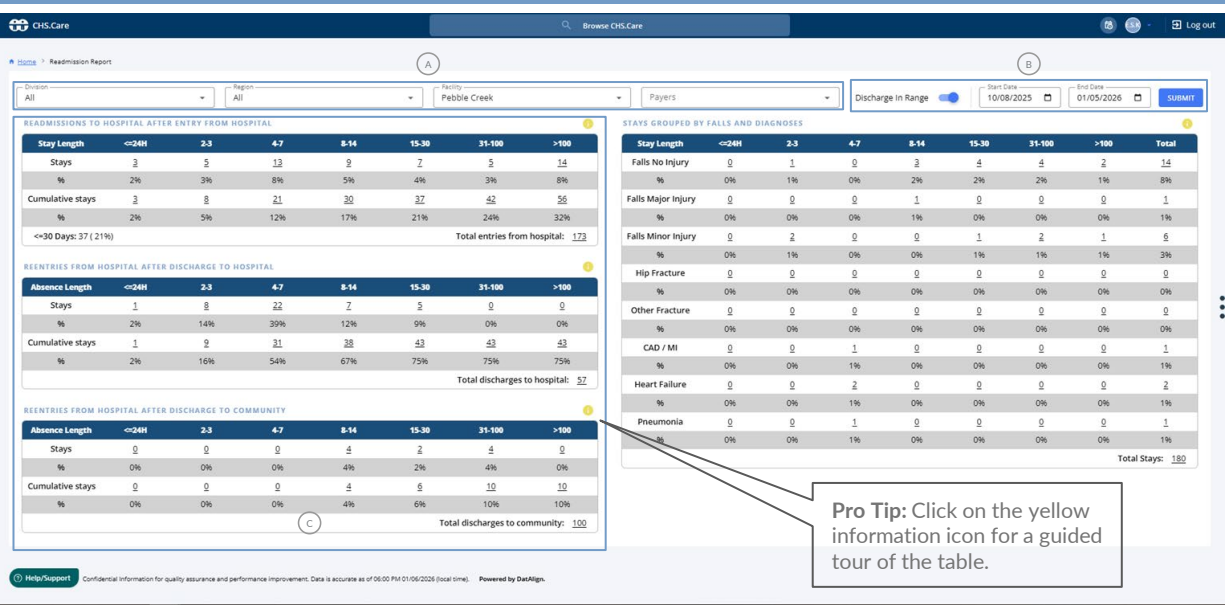 CHS.Care
Browse CHS.Care
ESR
Log out
Home > Readmission Report
A
B
Division
All
Region
All
Facility
Pebble Creek
Payers
Discharge In Range
Start Date
10/08/2025
End Date
01/05/2026
SUBMIT
READMISSIONS TO HOSPITAL AFTER ENTRY FROM HOSPITAL
Stay Length <=24H 2-3 4-7 8-14 15-30 31-100 >100
Stays 3 5 13 9 7 5 14
% 2% 3% 8% 5% 4% 3% 8%
Cumulative stays 3 8 21 30 37 42 56
% 2% 5% 12% 17% 21% 24% 32%
<=30 Days: 37 ( 21%) Total entries from hospital: 173
REENTRIES FROM HOSPITAL AFTER DISCHARGE TO HOSPITAL
Absence Length <=24H 2-3 4-7 8-14 15-30 31-100 >100
Stays 1 8 22 7 5 0 0
% 2% 14% 39% 12% 9% 0% 0%
Cumulative stays 1 9 31 38 43 43 43
% 2% 16% 54% 67% 75% 75% 75%
Total discharges to hospital: 57
REENTRIES FROM HOSPITAL AFTER DISCHARGE TO COMMUNITY
Absence Length <=24H 2-3 4-7 8-14 15-30 31-100 >100
Stays 0 0 0 4 2 4 0
% 0% 0% 0% 4% 2% 4% 0%
Cumulative stays 0 0 0 4 6 10 10
% 0% 0% 0% 4% 6% 10% 10%
C
Total discharges to community: 100
STAYS GROUPED BY FALLS AND DIAGNOSES
Stay Length <=24H 2-3 4-7 8-14 15-30 31-100 >100 Total
Falls No Injury 0 1 0 3 4 4 2 14
% 0% 1% 0% 2% 2% 2% 1% 8%
Falls Major Injury 0 0 0 1 0 0 0 1
% 0% 0% 0% 1% 0% 0% 0% 1%
Falls Minor Injury 0 2 0 0 1 2 1 6
% 0% 1% 0% 0% 1% 1% 1% 3%
Hip Fracture 0 0 0 0 0 0 0 0
% 0% 0% 0% 0% 0% 0% 0% 0%
Other Fracture 0 0 0 0 0 0 0 0
% 0% 0% 0% 0% 0% 0% 0% 0%
CAD / MI 0 0 1 0 0 0 0 1
% 0% 0% 1% 0% 0% 0% 0% 1%
Heart Failure 0 0 2 0 0 0 0 2
% 0% 0% 1% 0% 0% 0% 0% 1%
Pneumonia 0 0 1 0 0 0 0 1
% 0% 0% 1% 0% 0% 0% 0% 1%
Total Stays: 180
Pro Tip: Click on the yellow
information icon for a guided
tour of the table.
Help/Support
Confidential Information for quality assurance and performance improvement. Data is accurate as of 06:00 PM 01/06/2026 (local time). Powered by DatAlign.